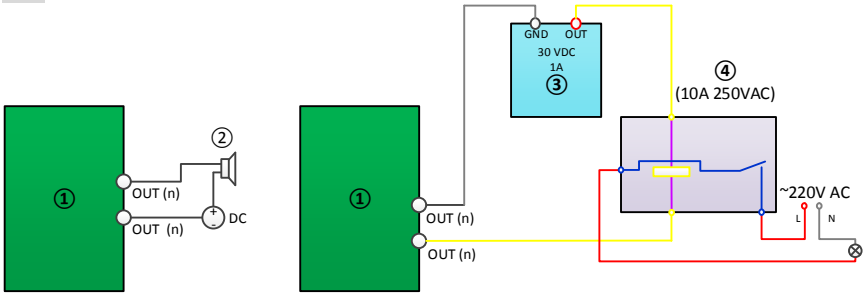 ①
②
OUT (n)
+
-
DC
OUT (n)
①
OUT (n)
OUT (n)
GND
OUT
30 VDC
1A
③
④
(10A 250VAC)
~220V AC
L
N